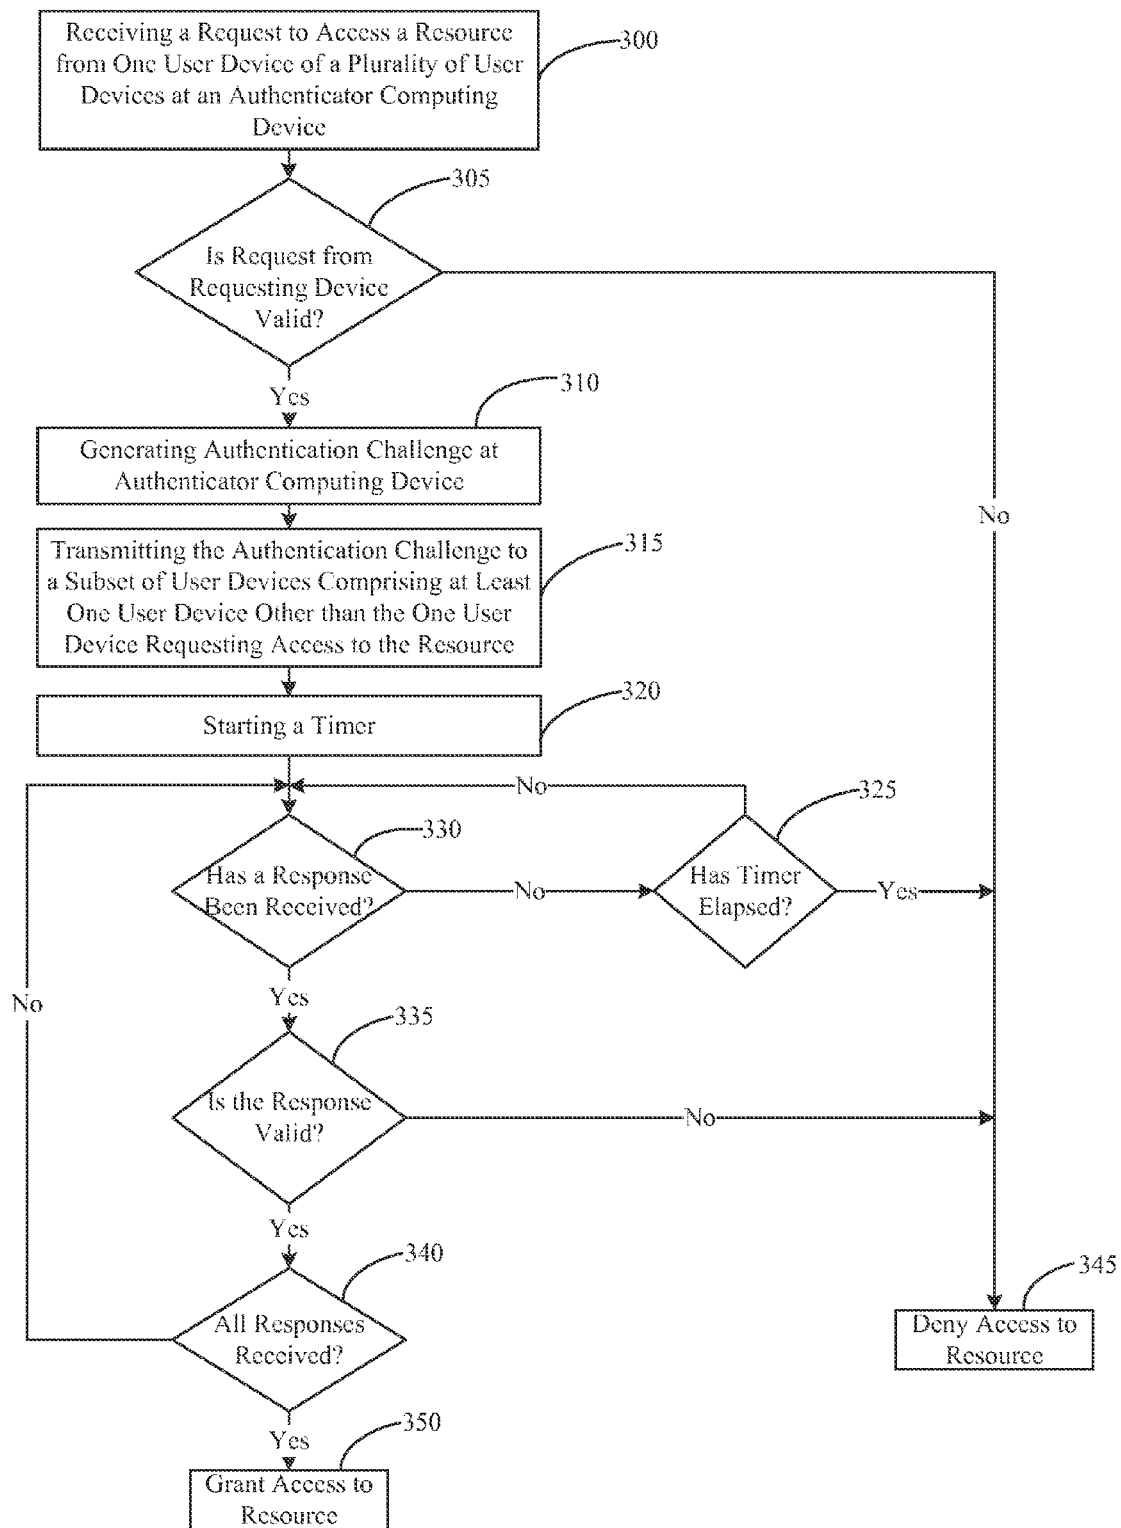 Receiving a Request to Access a Resource
from One User Device of a Plurality of User
Devices at an Authenticator Computing
Device
300
305
Is Request from
Requesting Device
Valid?
Yes
310
Generating Authentication Challenge at
Authenticator Computing Device
No
Transmitting the Authentication Challenge to
a Subset of User Devices Comprising at Least
One User Device Other than the One User
Device Requesting Access to the Resource
315
Starting a Timer
320
No
325
330
Has a Response
Been Received?
No
Has Timer
Elapsed?
Yes
No
Yes
335
Is the Response
Valid?
No
Yes
340
All Responses
Received?
345
Deny Access to
Resource
Yes
350
Grant Access to
Resource